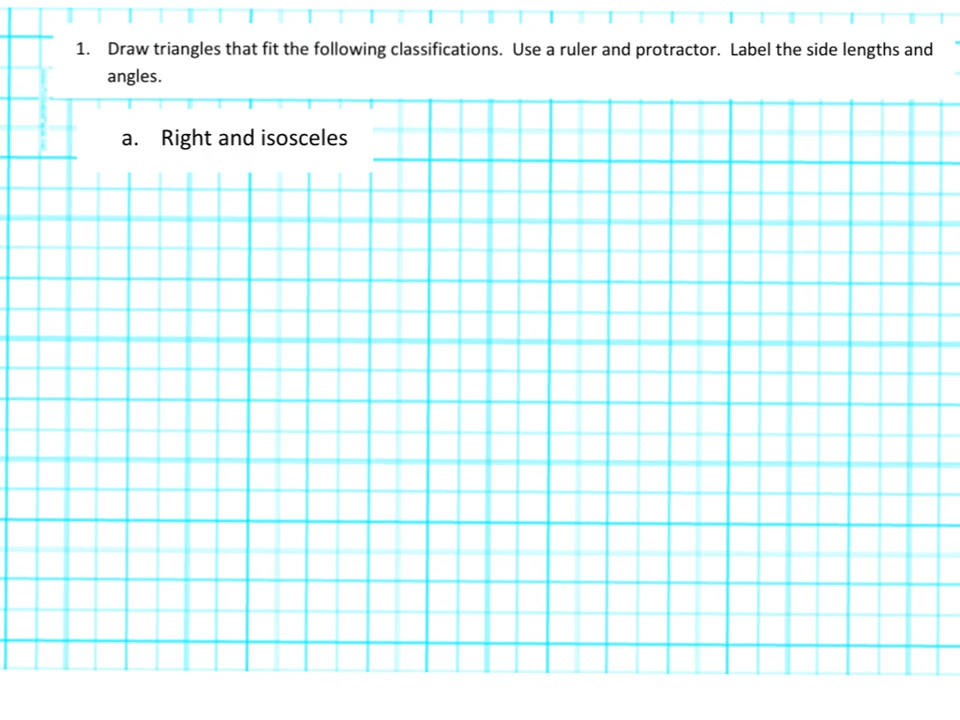 1. Draw triangles that fit the following classifications. Use a ruler and protractor. Label the side lengths and
angles.
a. Right and isosceles